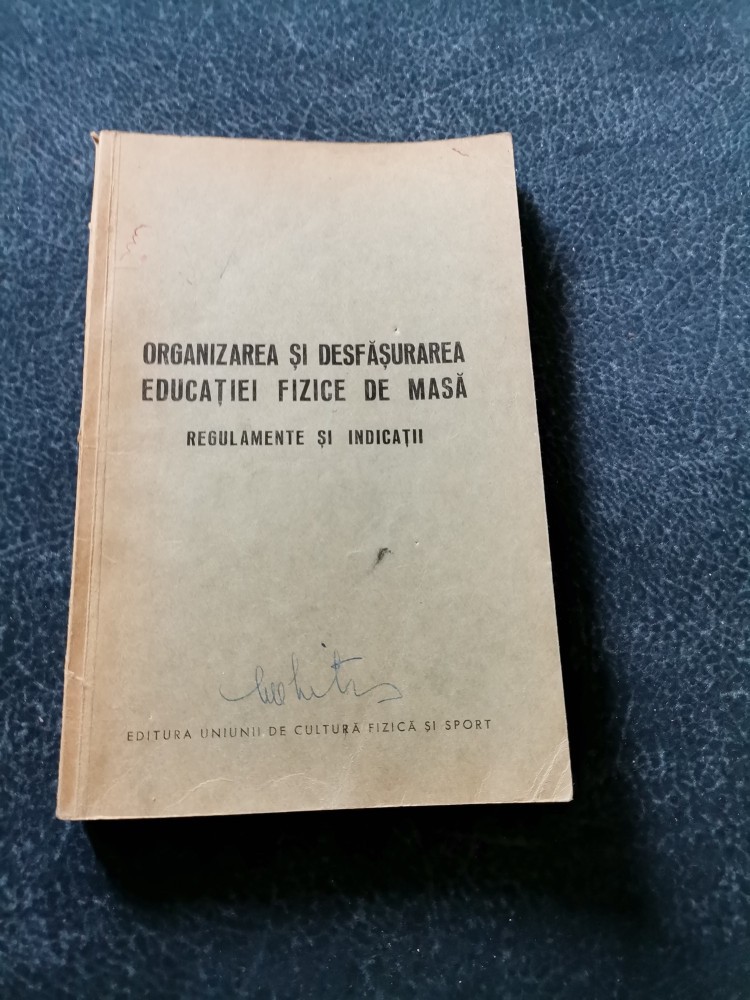 ORGANIZAREA ȘI DESFĂȘURAREA
EDUCAȚIEI FIZICE DE MASĂ
REGULAMENTE ȘI INDICAȚII
EDITURA UNIUNII DE CULTURĂ FIZICĂ ȘI SPORT